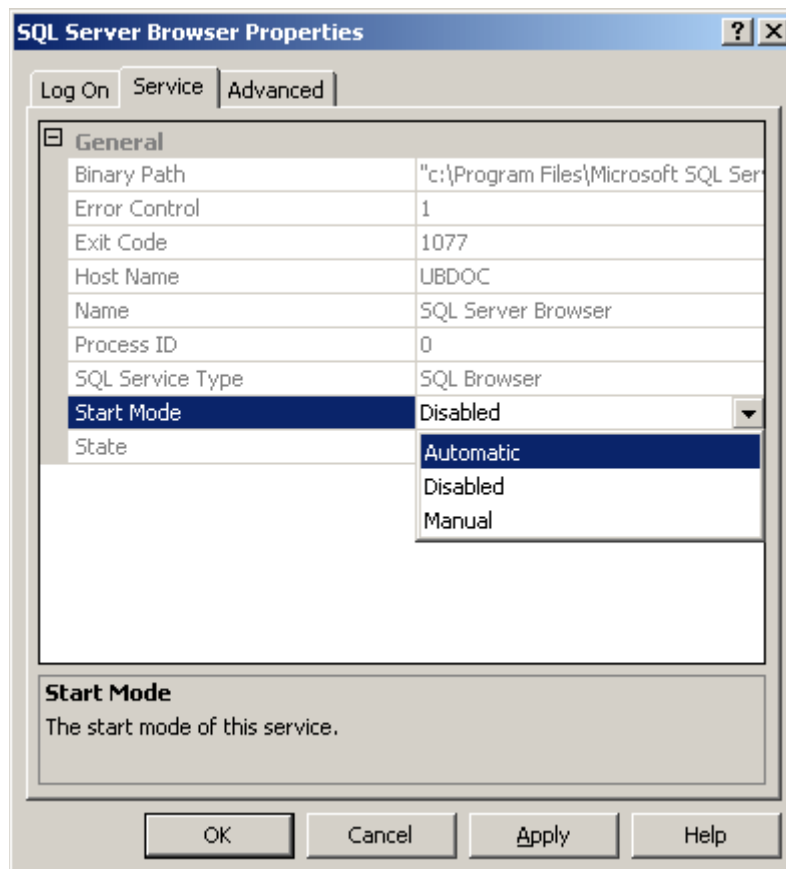 SQL Server Browser Properties
Log On Service Advanced
General
Binary Path "c:\Program Files\Microsoft SQL Ser
Error Control 1
Exit Code 1077
Host Name UBDOC
Name SQL Server Browser
Process ID 0
SQL Service Type SQL Browser
Start Mode Disabled
State Automatic
Disabled
Manual
Start Mode
The start mode of this service.
OK Cancel Apply Help